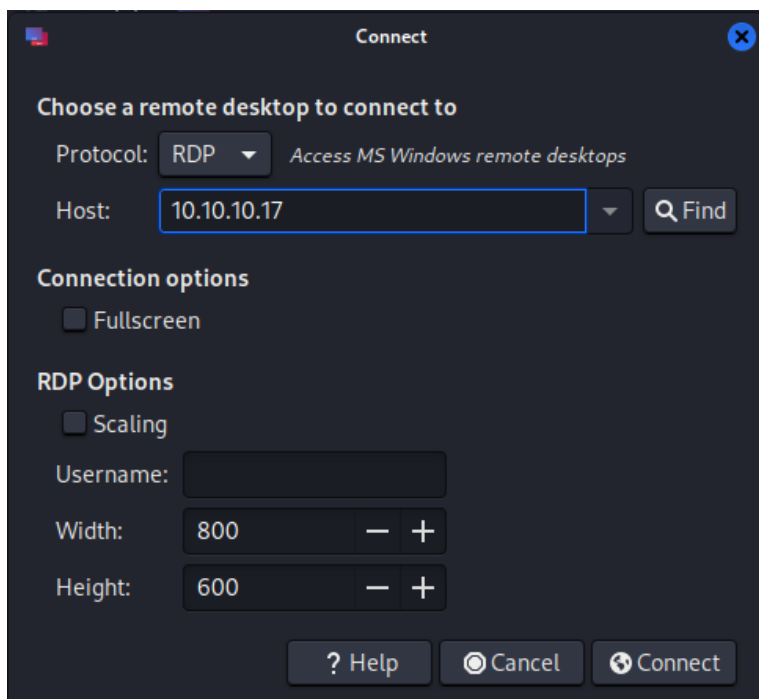 Connect
Choose a remote desktop to connect to
Protocol: RDP Access MS Windows remote desktops
Host: 10.10.10.17 Find
Connection options
Fullscreen
RDP Options
Scaling
Username:
Width: 800 − +
Height: 600 − +
? Help Cancel Connect